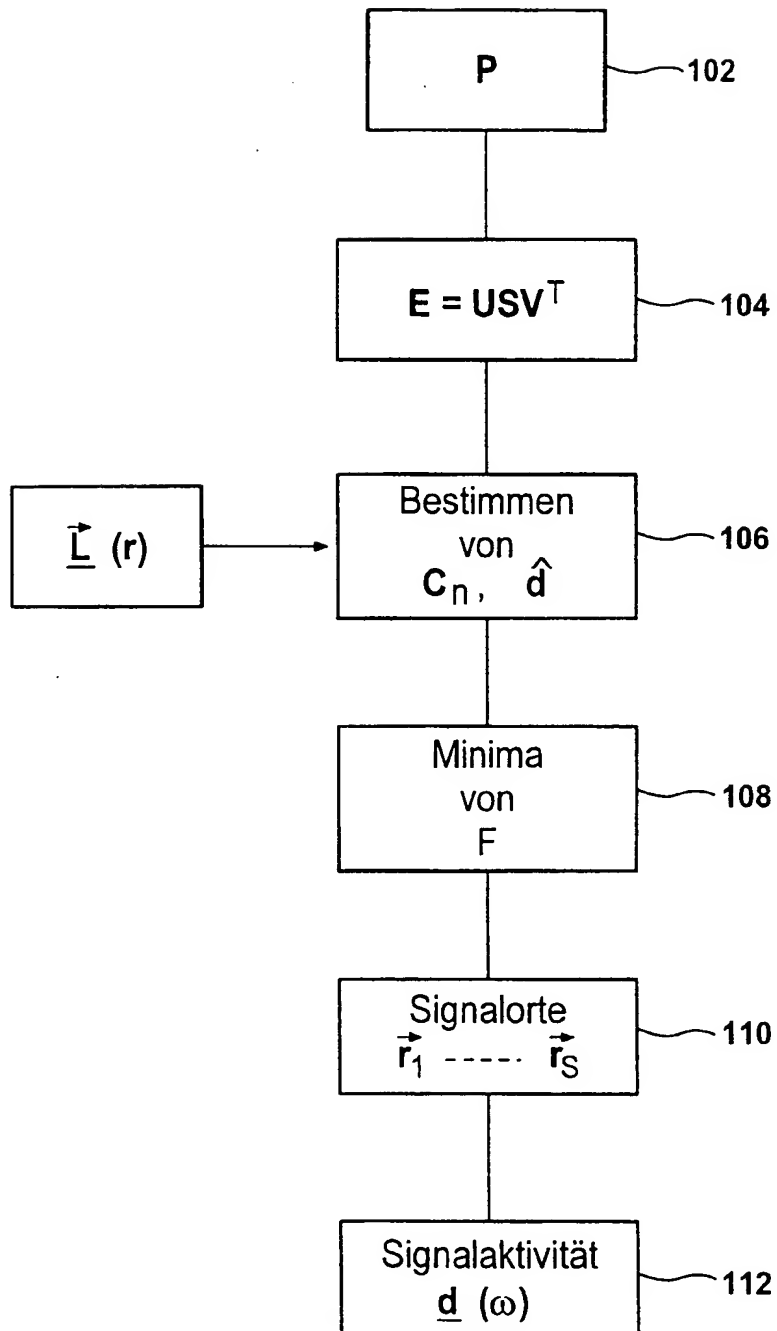 P
102
E = USV^T
104
L⃗ (r)
Bestimmen
von
C_n, d̂
106
Minima
von
F
108
Signalorte
r⃗_1 ----- r⃗_S
110
Signalaktivität
d (ω)
112